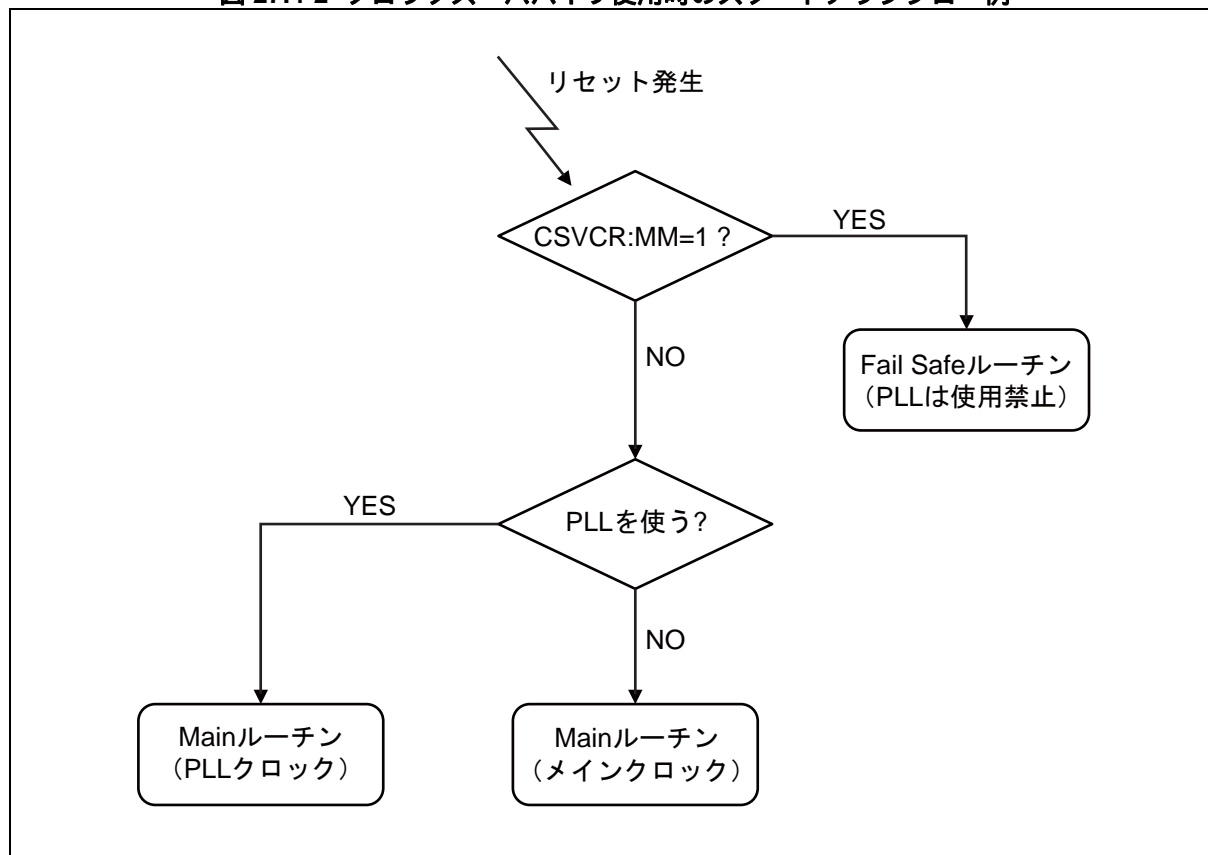 リセット発生
CSVCR:MM=1 ?
YES
NO
Fail Safeルーチン
(PLLは使用禁止)
PLLを使う?
YES
NO
Mainルーチン
(PLLクロック)
Mainルーチン
(メインクロック)